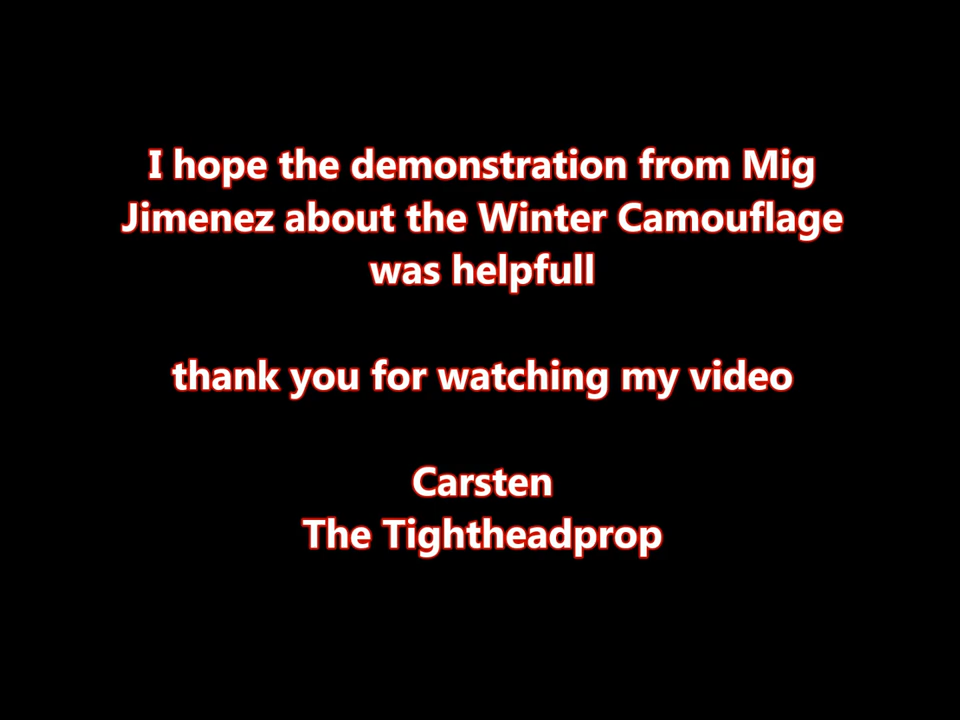 I hope the demonstration from Mig
Jimenez about the Winter Camouflage
was helpfull
thank you for watching my video
Carsten
The Tightheadprop